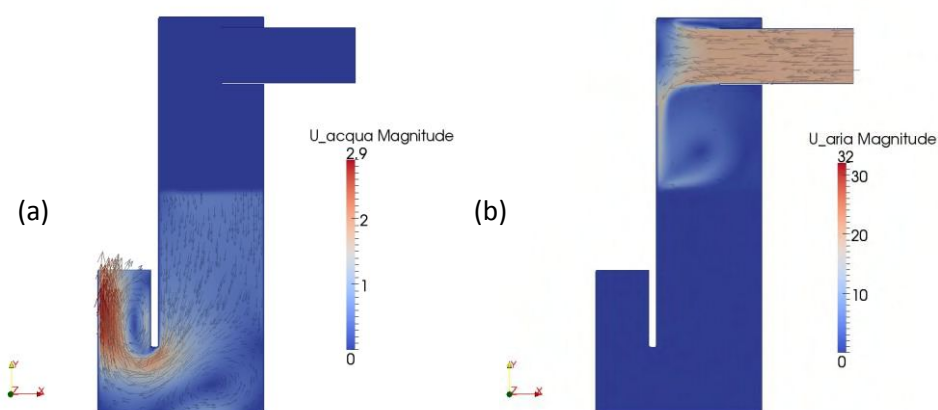 (a)
U_acqua Magnitude
2.9
2
1
0
Y
Z X
(b)
U_aria Magnitude
32
30
20
10
0
Y
Z X